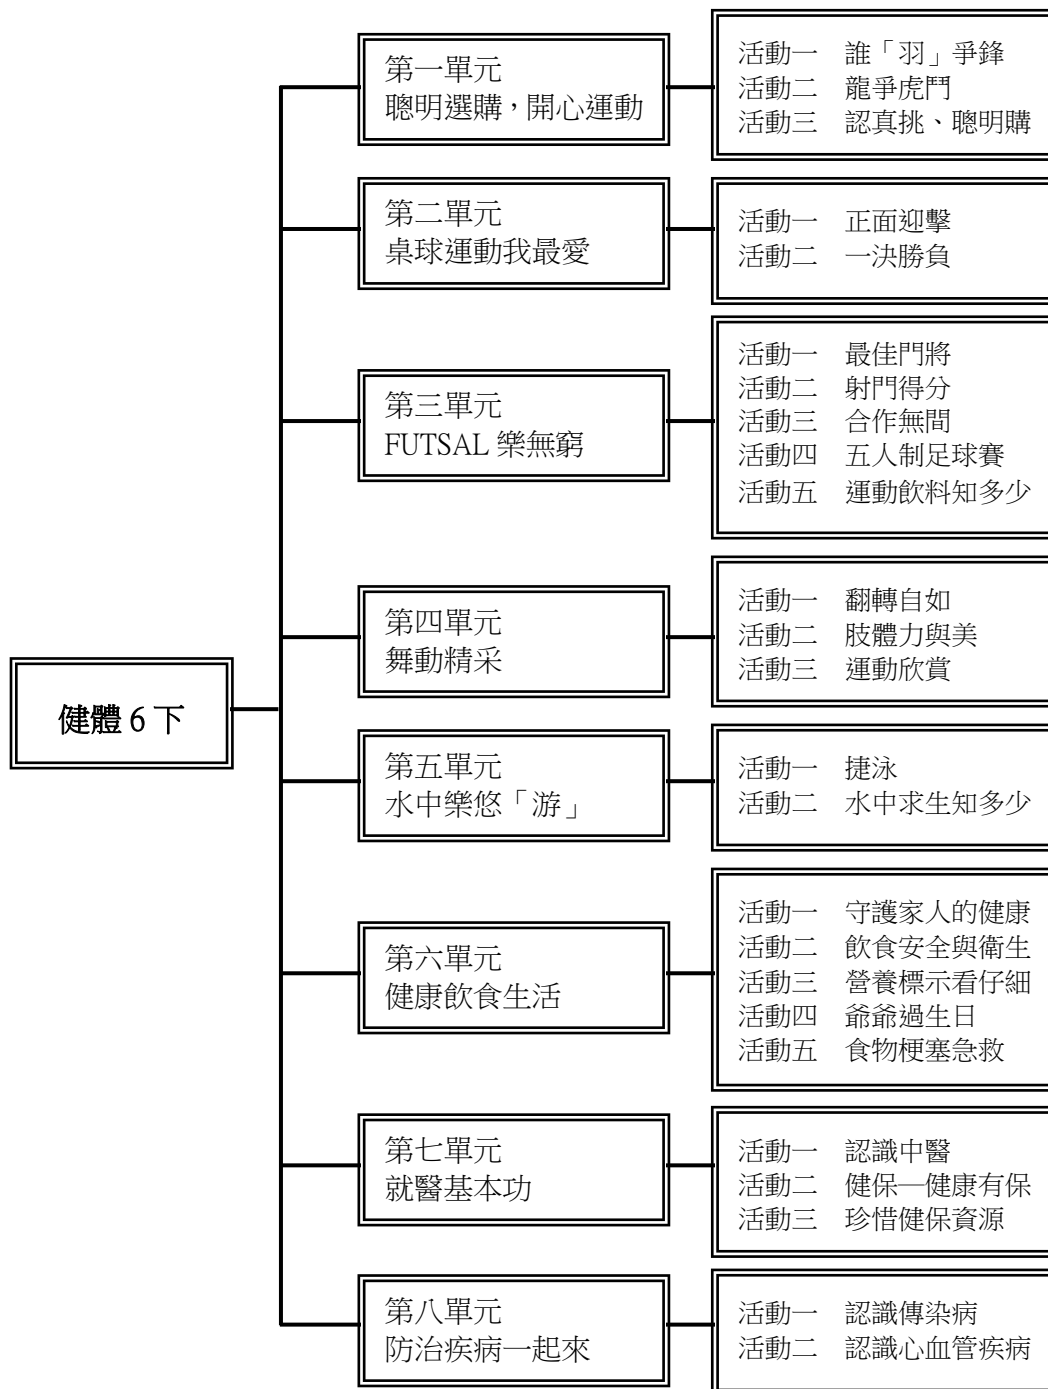 健體 6 下
第一單元
聰明選購，開心運動
活動一　誰「羽」爭鋒
活動二　龍爭虎鬥
活動三　認真挑、聰明購
第二單元
桌球運動我最愛
活動一　正面迎擊
活動二　一決勝負
第三單元
FUTSAL 樂無窮
活動一　最佳門將
活動二　射門得分
活動三　合作無間
活動四　五人制足球賽
活動五　運動飲料知多少
第四單元
舞動精采
活動一　翻轉自如
活動二　肢體力與美
活動三　運動欣賞
第五單元
水中樂悠「游」
活動一　捷泳
活動二　水中求生知多少
第六單元
健康飲食生活
活動一　守護家人的健康
活動二　飲食安全與衛生
活動三　營養標示看仔細
活動四　爺爺過生日
活動五　食物梗塞急救
第七單元
就醫基本功
活動一　認識中醫
活動二　健保─健康有保
活動三　珍惜健保資源
第八單元
防治疾病一起來
活動一　認識傳染病
活動二　認識心血管疾病